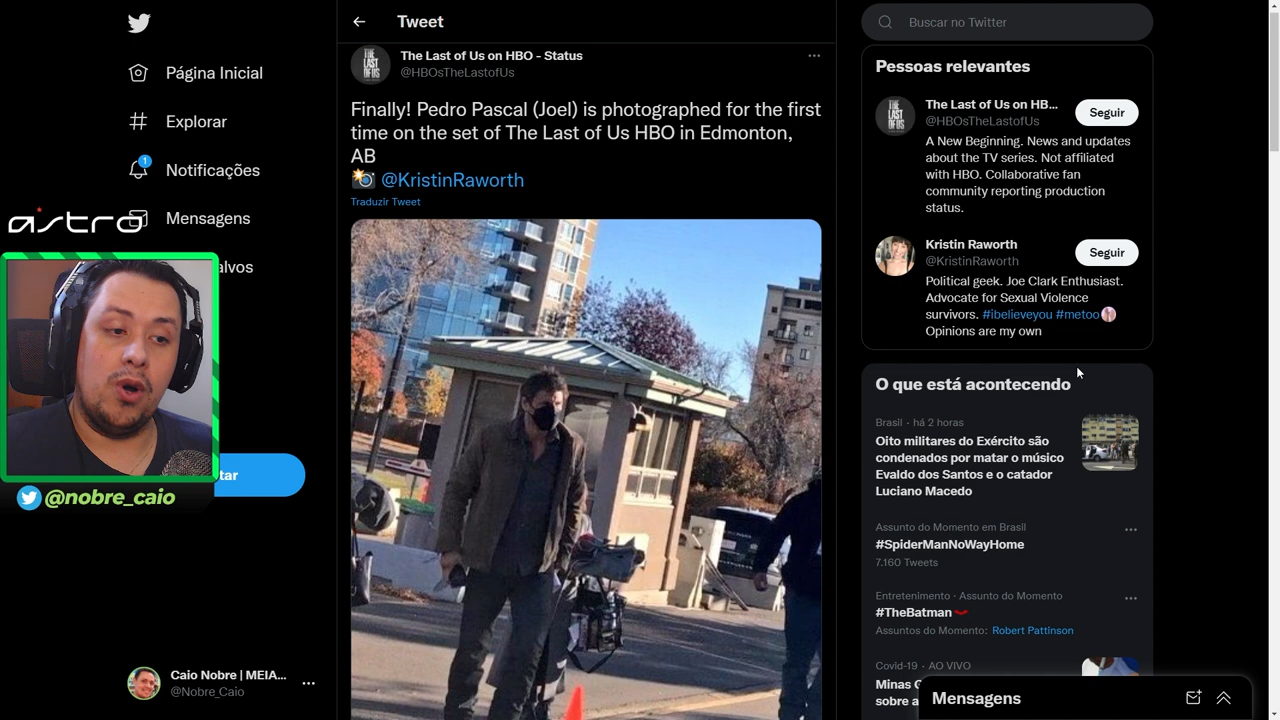 Tweet
Buscar no Twitter
Página Inicial
Explorar
1
Notificações
Mensagens
astro
alvos
tar
@nobre_caio
Caio Nobre | MEIA...
@Nobre_Caio
THE LAST OF US
The Last of Us on HBO - Status
@HBOsTheLastofUs
Finally! Pedro Pascal (Joel) is photographed for the first
time on the set of The Last of Us HBO in Edmonton,
AB
@KristinRaworth
Traduzir Tweet
Pessoas relevantes
The Last of Us on HB...
@HBOsTheLastofUs
Seguir
A New Beginning. News and updates
about the TV series. Not affiliated
with HBO. Collaborative fan
community reporting production
status.
Kristin Raworth
@KristinRaworth
Seguir
Political geek. Joe Clark Enthusiast.
Advocate for Sexual Violence
survivors. #ibelieveyou #metoo
Opinions are my own
O que está acontecendo
Brasil · há 2 horas
Oito militares do Exército são
condenados por matar o músico
Evaldo dos Santos e o catador
Luciano Macedo
Assunto do Momento em Brasil
#SpiderManNoWayHome
7.160 Tweets
Entretenimento · Assunto do Momento
#TheBatman
Assuntos do Momento: Robert Pattinson
Covid-19 · AO VIVO
Minas
sobre a
Mensagens